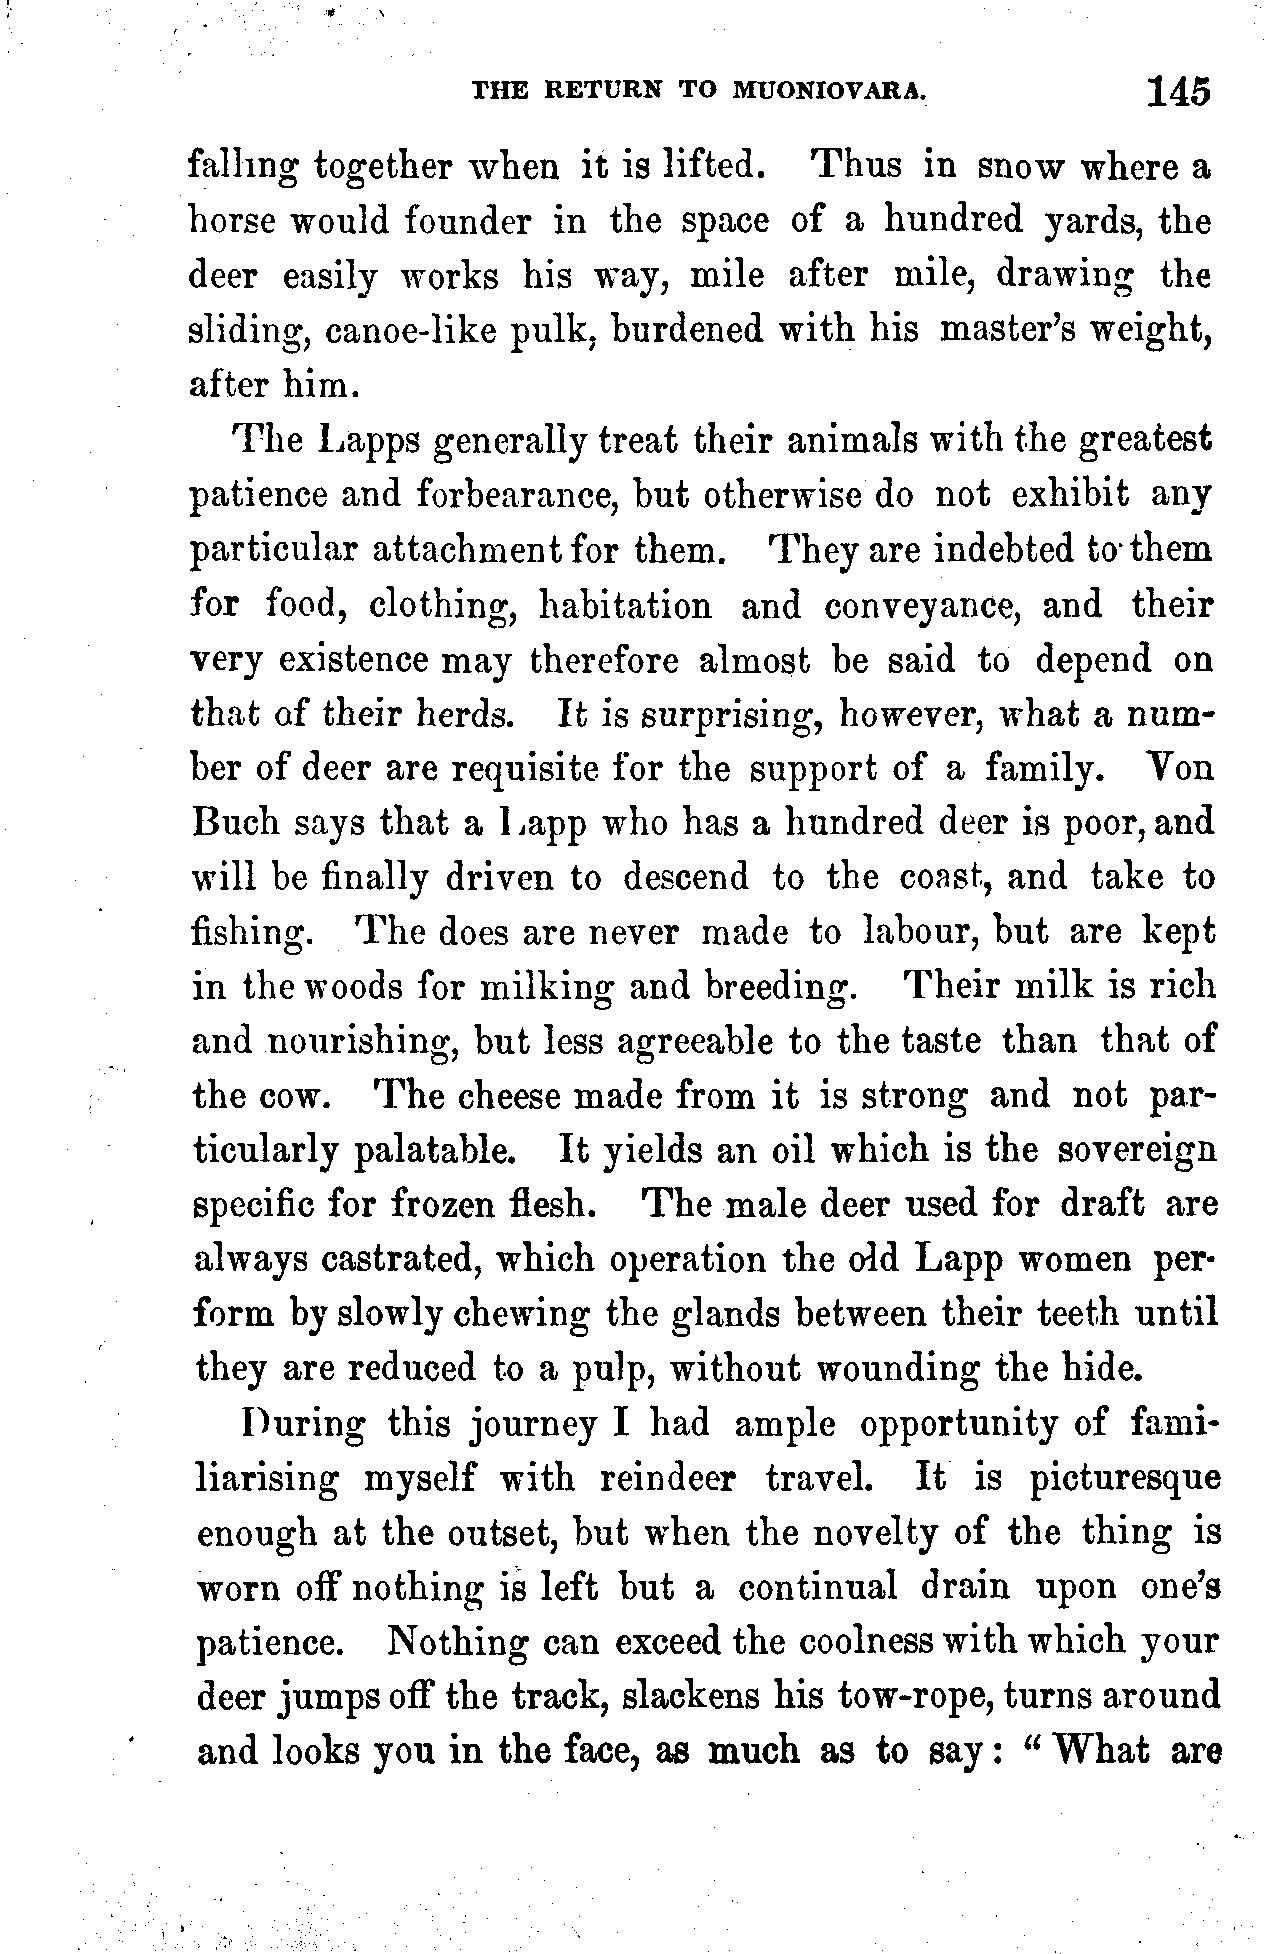 THE RETURN TO MUONIOVARA. 145
falling together when it is lifted. Thus in snow where a
horse would founder in the space of a hundred yards, the
deer easily works his way, mile after mile, drawing the
sliding, canoe-like pulk, burdened with his master's weight,
after him.
The Lapps generally treat their animals with the greatest
patience and forbearance, but otherwise do not exhibit any
particular attachment for them. They are indebted to them
for food, clothing, habitation and conveyance, and their
very existence may therefore almost be said to depend on
that of their herds. It is surprising, however, what a num-
ber of deer are requisite for the support of a family. Von
Buch says that a Lapp who has a hundred deer is poor, and
will be finally driven to descend to the coast, and take to
fishing. The does are never made to labour, but are kept
in the woods for milking and breeding. Their milk is rich
and nourishing, but less agreeable to the taste than that of
the cow. The cheese made from it is strong and not par-
ticularly palatable. It yields an oil which is the sovereign
specific for frozen flesh. The male deer used for draft are
always castrated, which operation the old Lapp women per-
form by slowly chewing the glands between their teeth until
they are reduced to a pulp, without wounding the hide.
During this journey I had ample opportunity of fami-
liarising myself with reindeer travel. It is picturesque
enough at the outset, but when the novelty of the thing is
worn off nothing is left but a continual drain upon one's
patience. Nothing can exceed the coolness with which your
deer jumps off the track, slackens his tow-rope, turns around
and looks you in the face, as much as to say: "What are